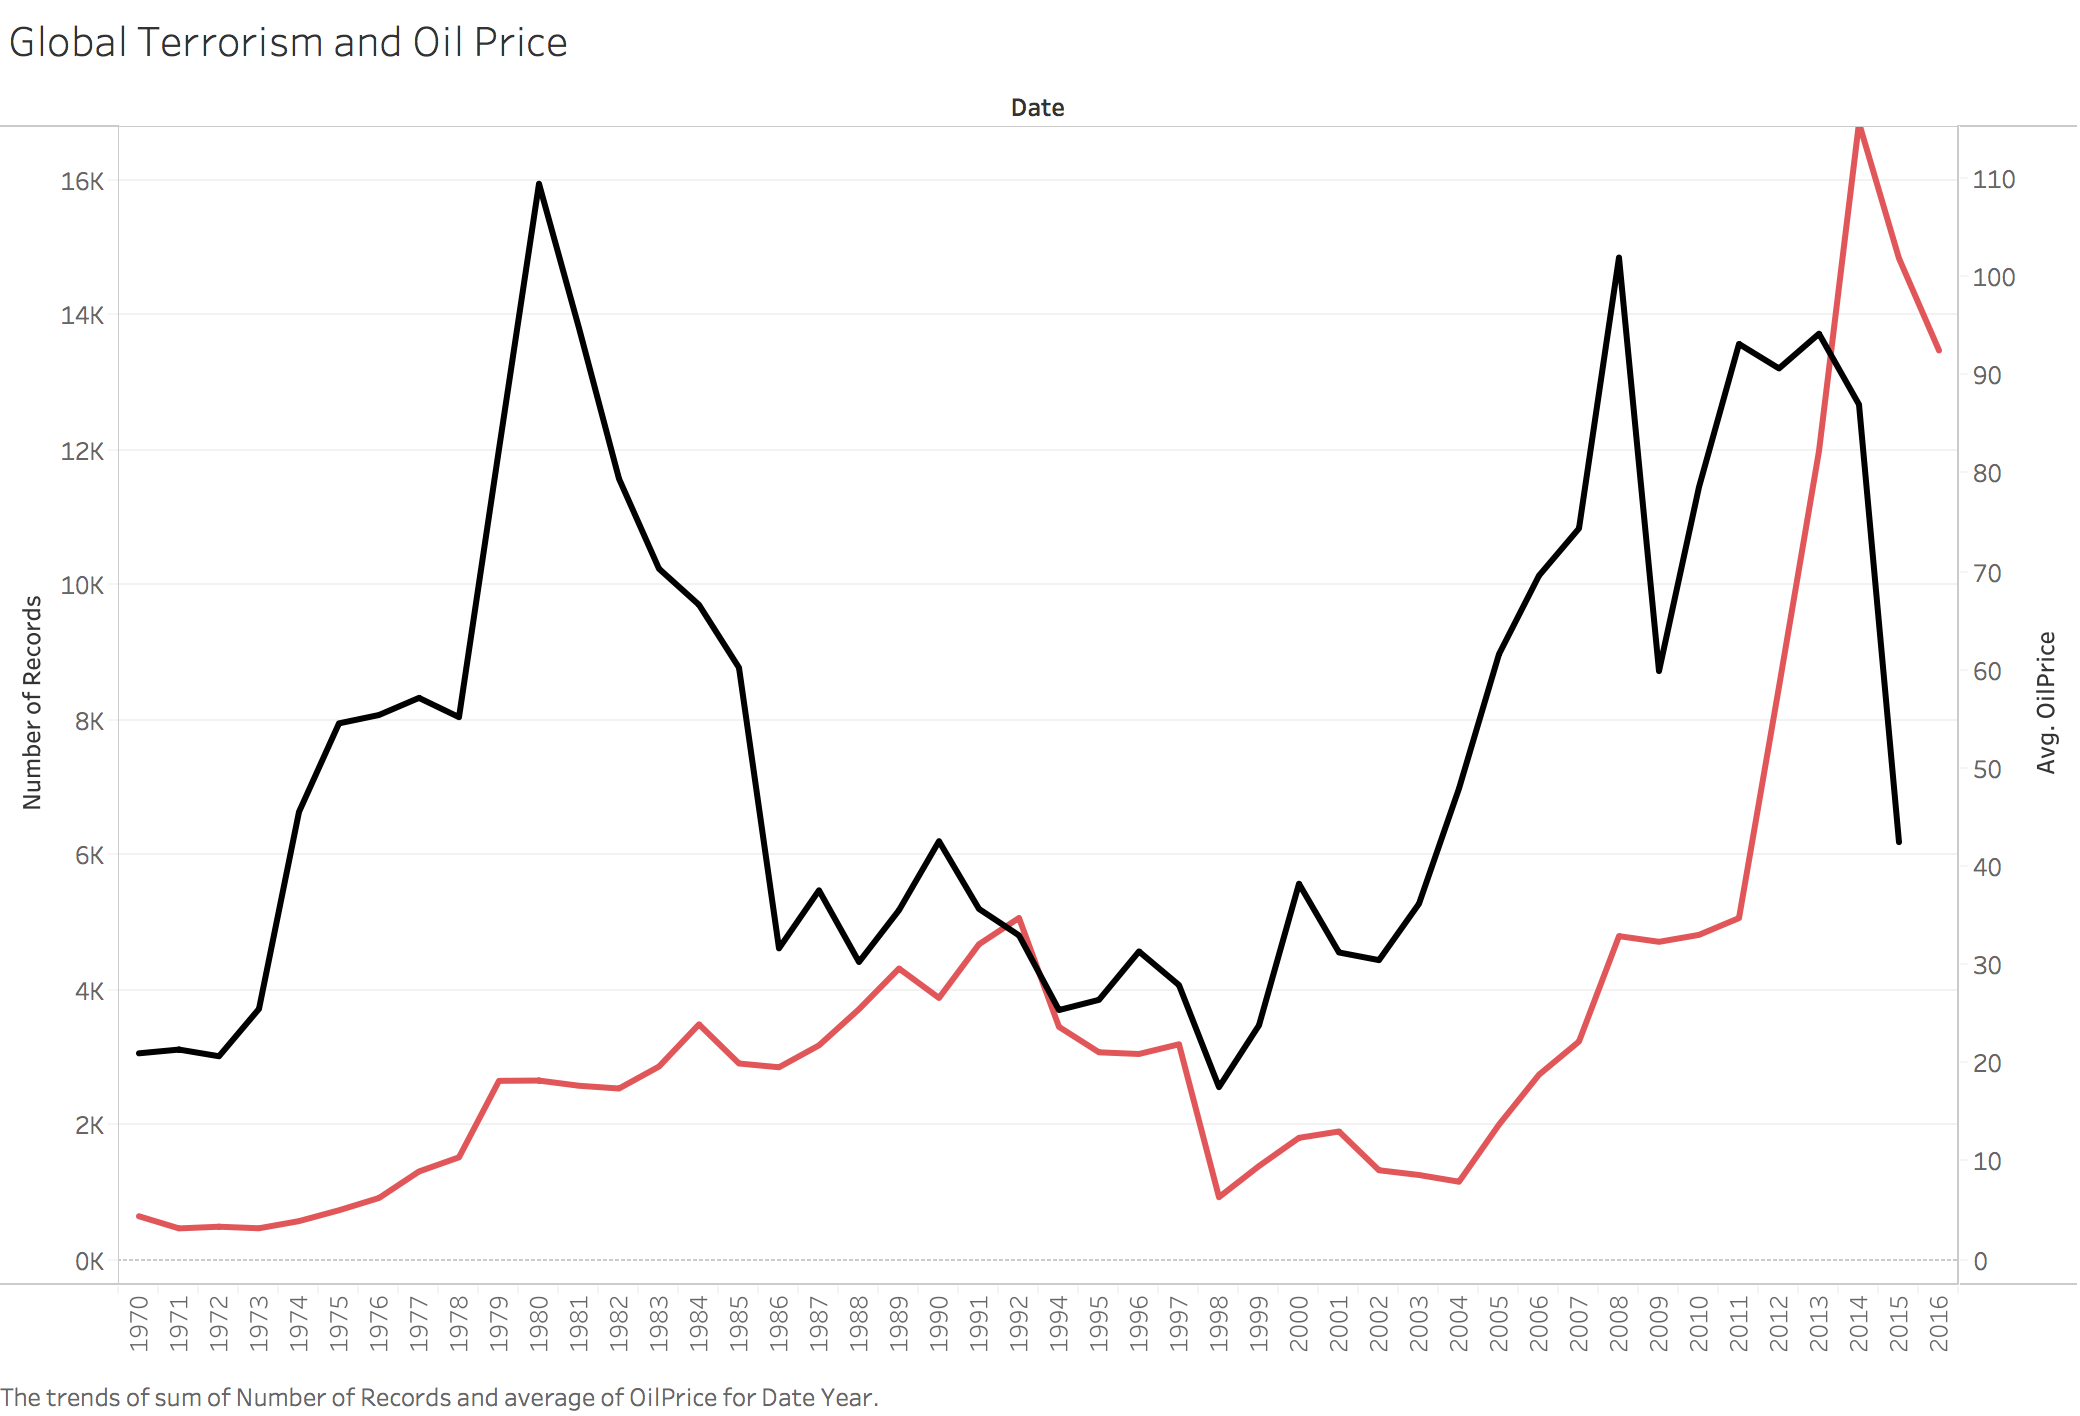 Global Terrorism and Oil Price
Date
16K
14K
12K
10K
8K
6K
4K
2K
0K
Number of Records
110
100
90
80
70
60
50
40
30
20
10
0
Avg. OilPrice
1970 1971 1972 1973 1974 1975 1976 1977 1978 1979 1980 1981 1982 1983 1984 1985 1986 1987 1988 1989 1990 1991 1992 1994 1995 1996 1997 1998 1999 2000 2001 2002 2003 2004 2005 2006 2007 2008 2009 2010 2011 2012 2013 2014 2015 2016
The trends of sum of Number of Records and average of OilPrice for Date Year.